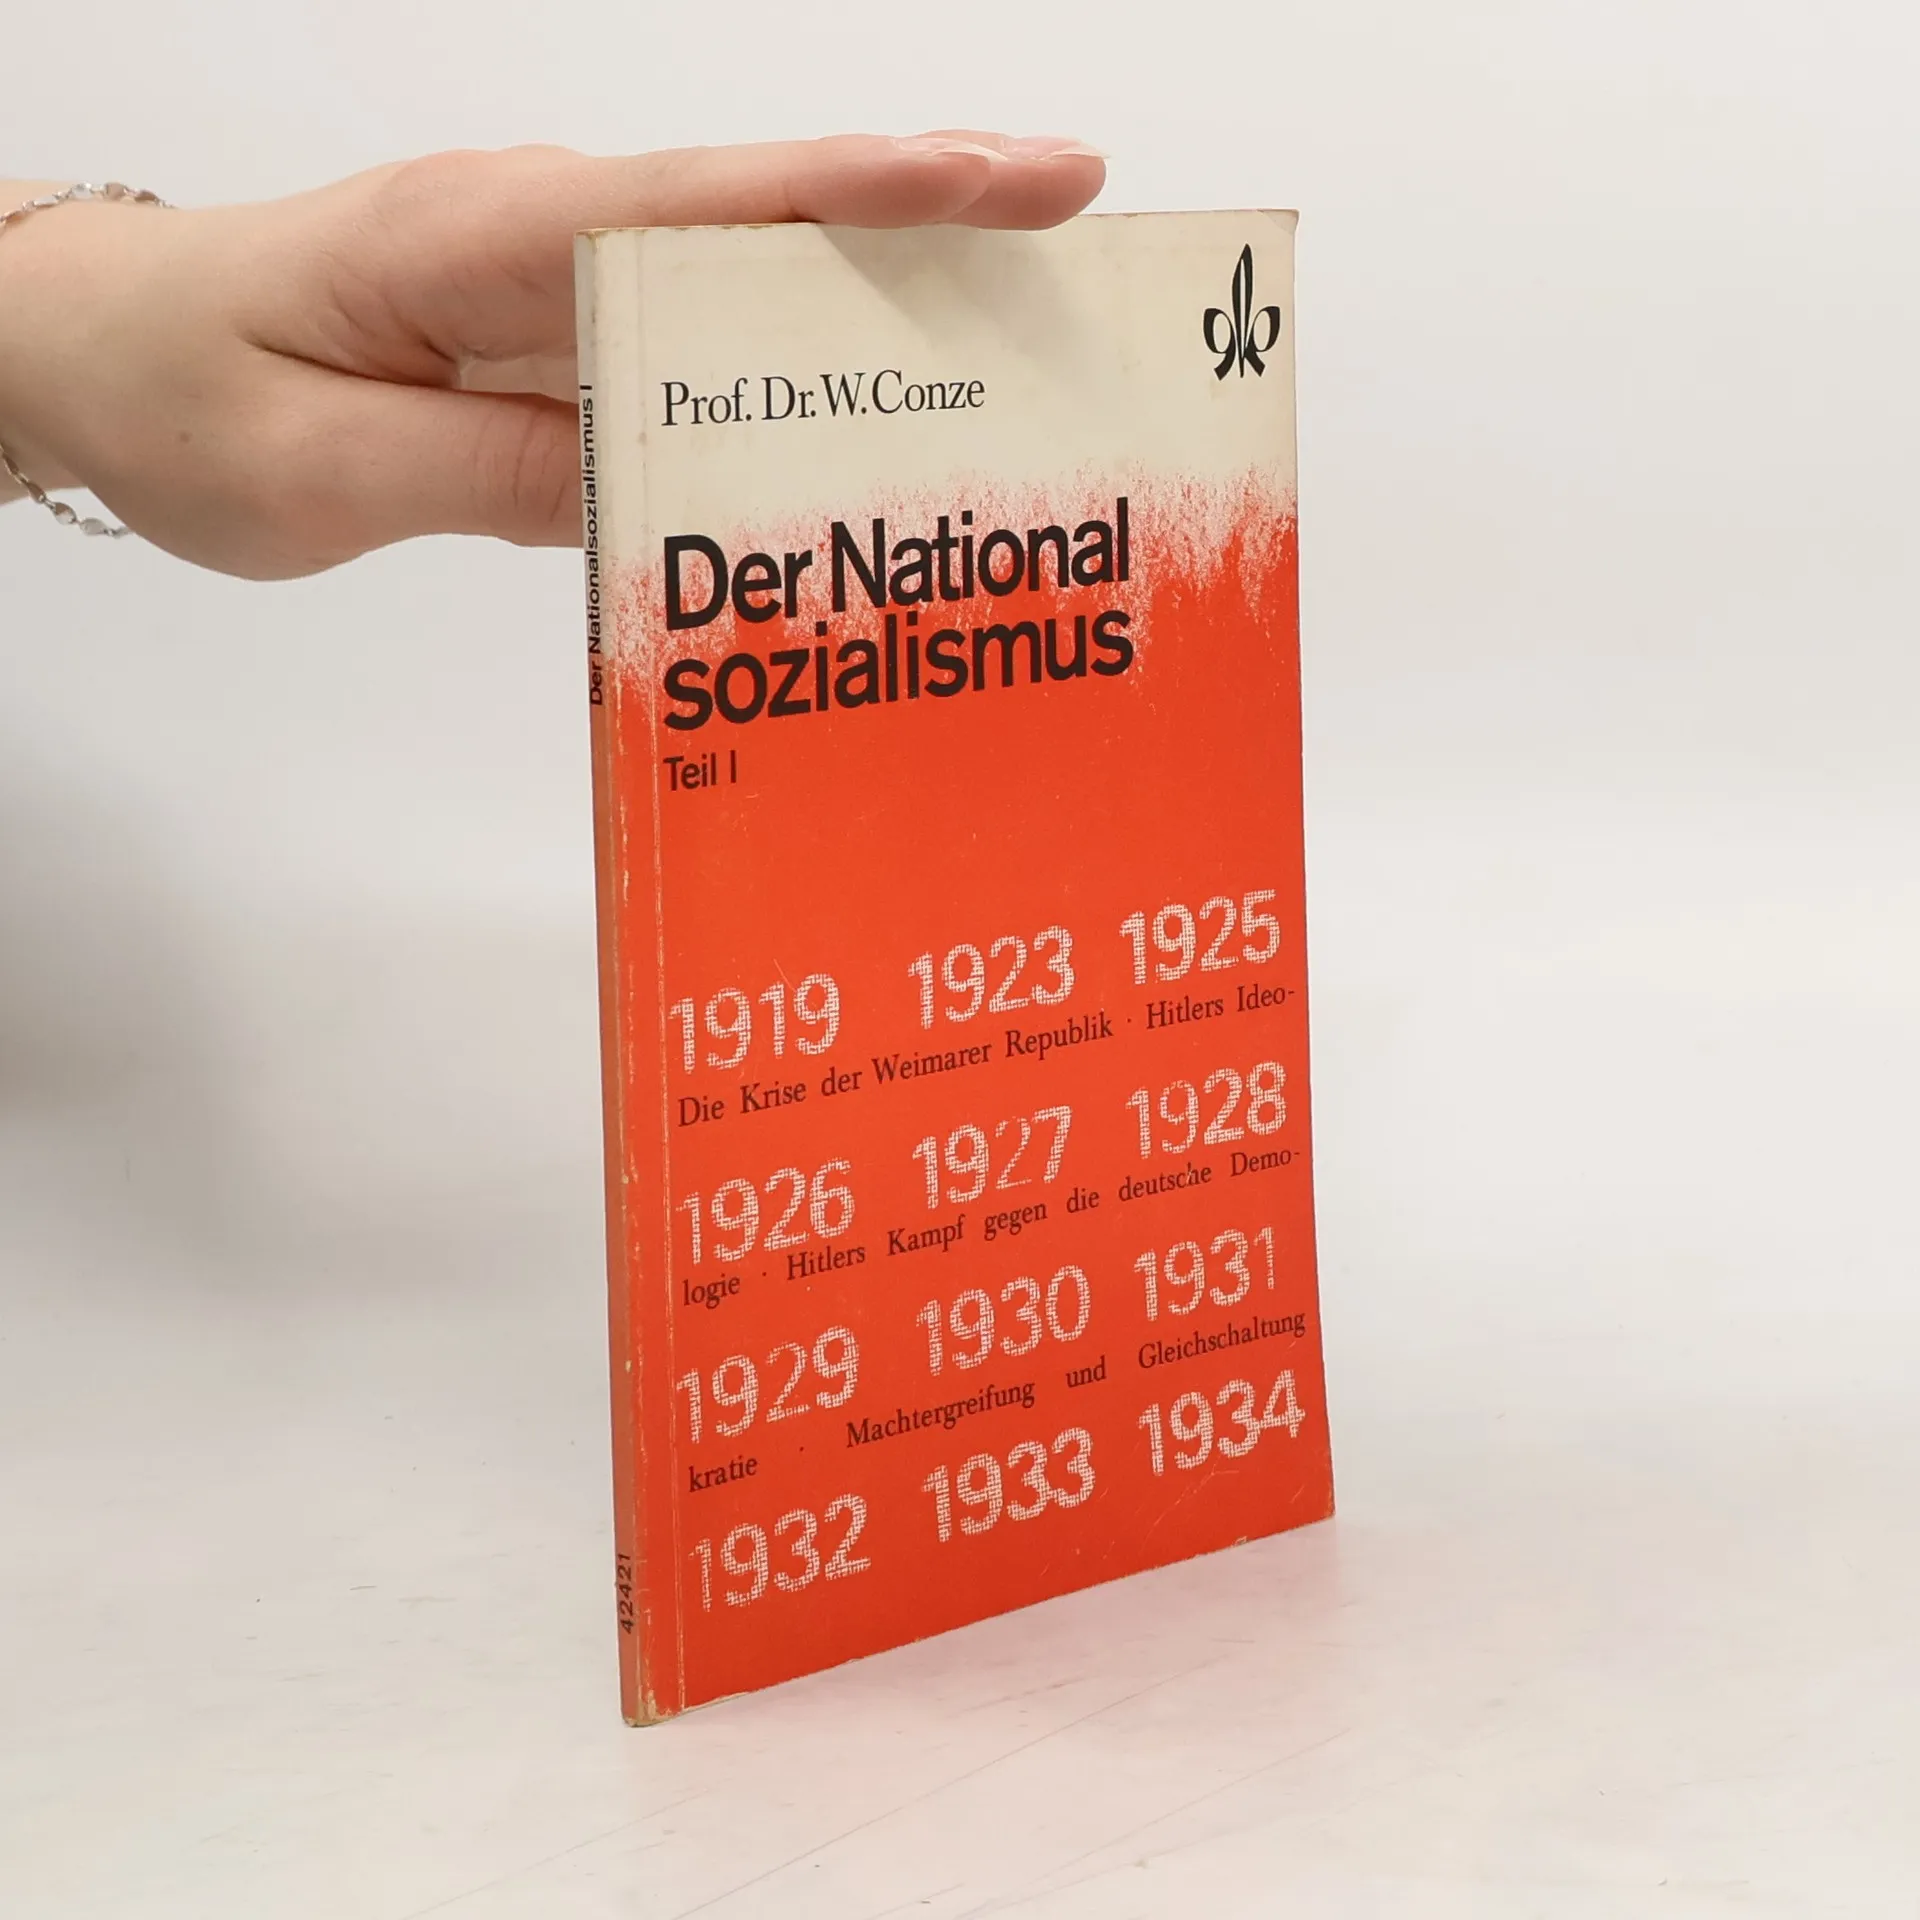 Prof. Dr. W. Conze
Der National
sozialismus
Teil I
1919 1923 1925
Die Krise der Weimarer Republik · Hitlers Ideo-
1926 1927 1928
logie · Hitlers Kampf gegen die deutsche Demo-
1929 1930 1931
kratie · Machtergreifung und Gleichschaltung
1932 1933 1934
Der Nationalsozialismus I
42421